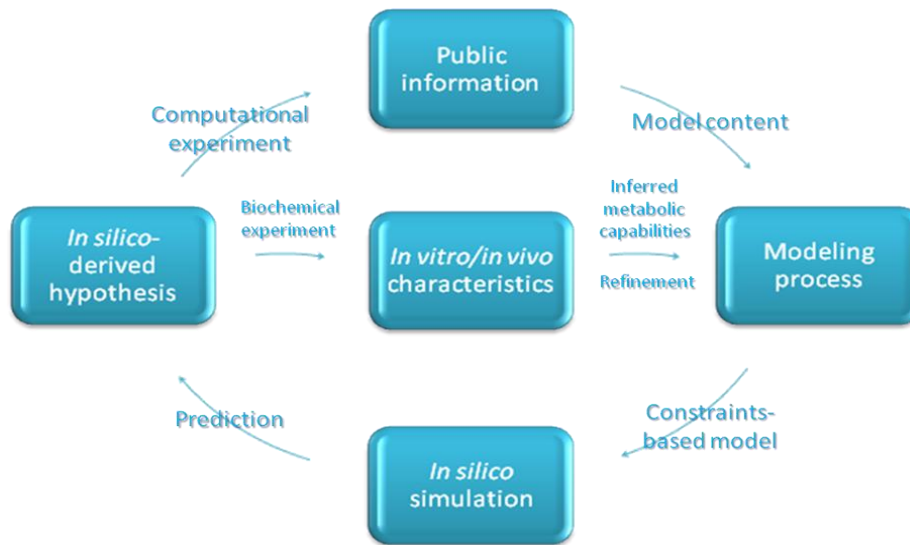 Public
information
Computational
experiment
Model content
Biochemical
experiment
Inferred
metabolic
capabilities
In silico-
derived
hypothesis
In vitro/in vivo
characteristics
Refinement
Modeling
process
Prediction
Constraints-
based model
In silico
simulation